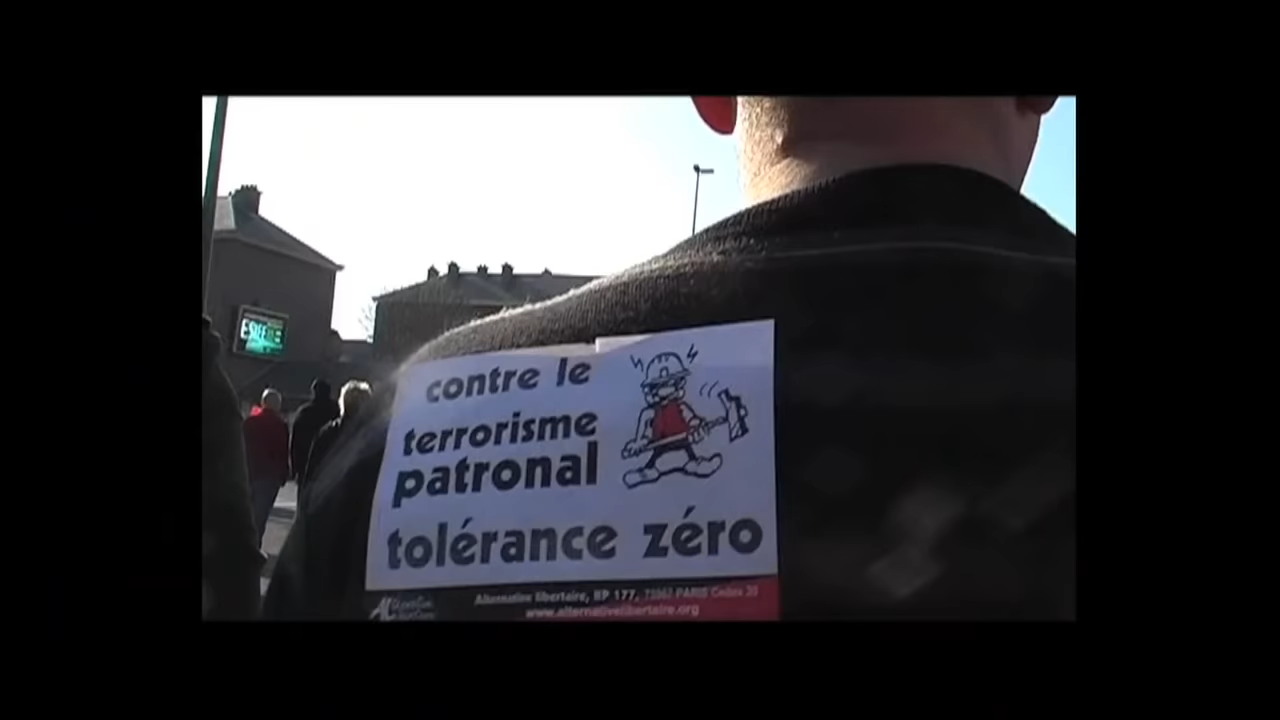 contre le
terrorisme
patronal
tolérance zéro
Alternative libertaire, BP 177, 75967 PARIS Cedex 20
www.alternativelibertaire.org